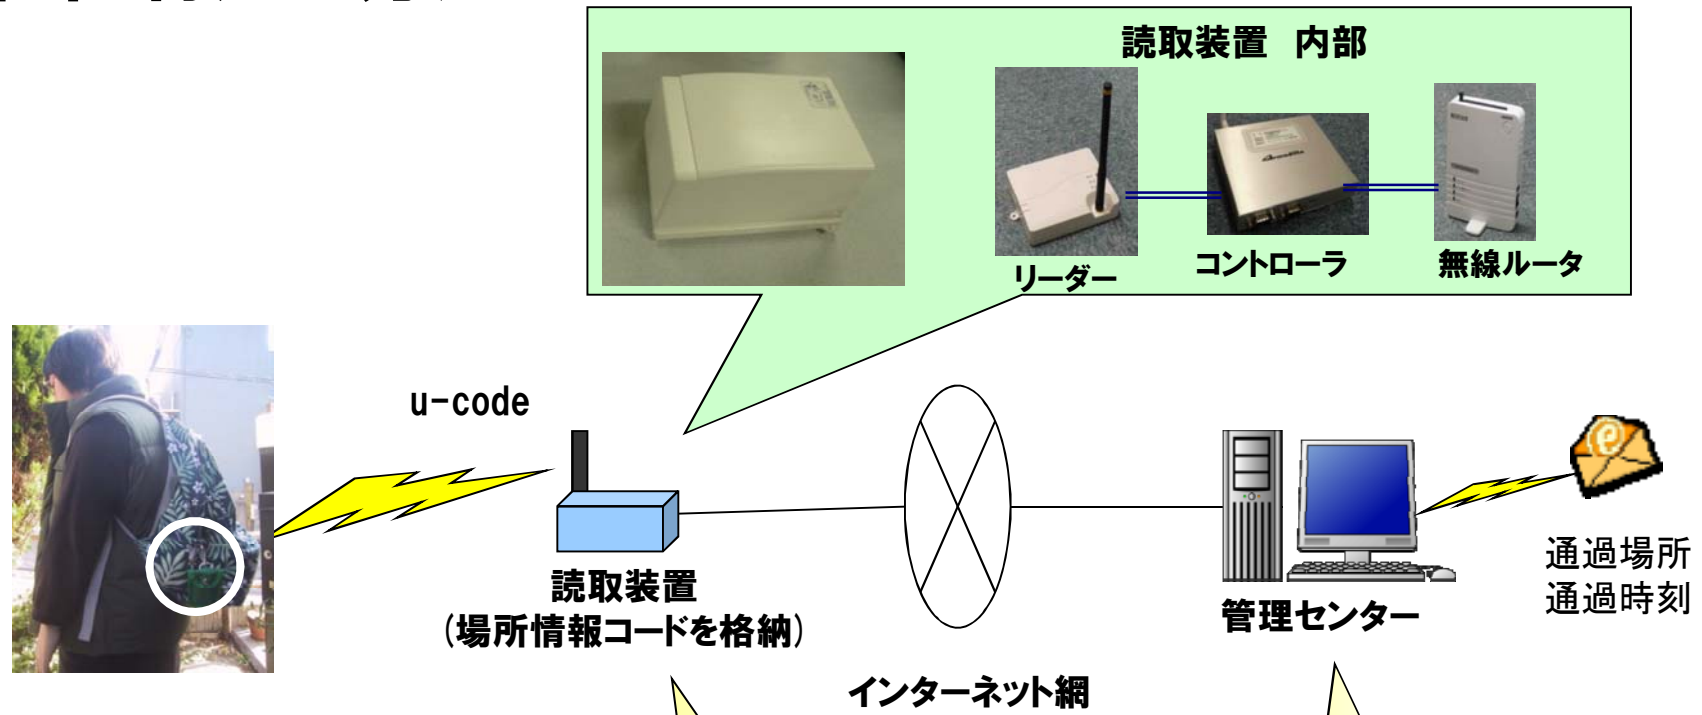 読取装置　内部
リーダー
コントローラ
無線ルータ
u-code
読取装置
(場所情報コードを格納)
インターネット網
管理センター
通過場所
通過時刻